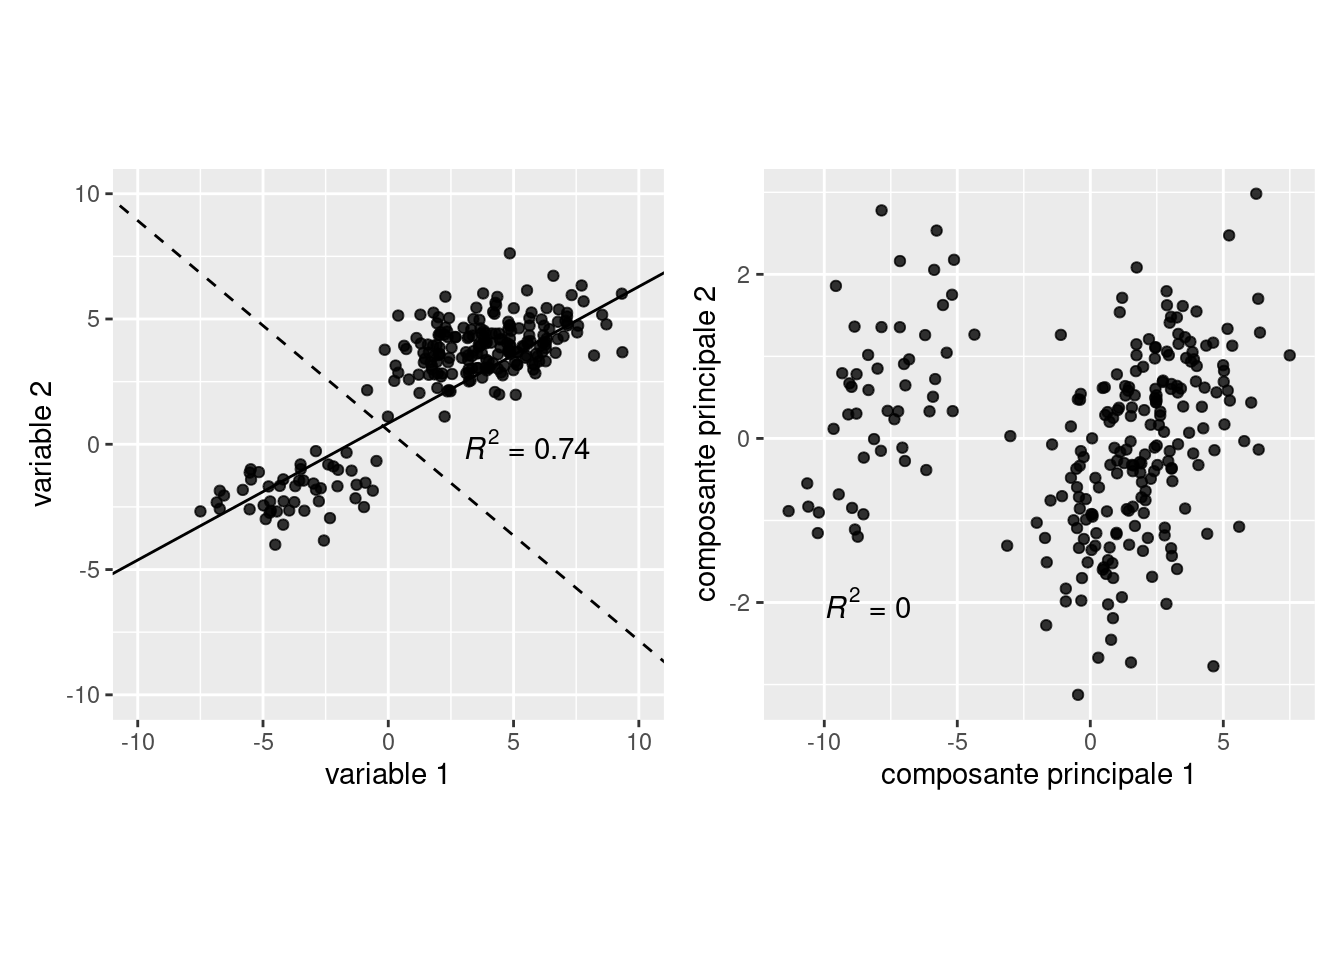 10
5
0
-5
-10
variable 2
R² = 0.74
-10 -5 0 5 10
variable 1
2
0
-2
composante principale 2
R² = 0
-10 -5 0 5
composante principale 1